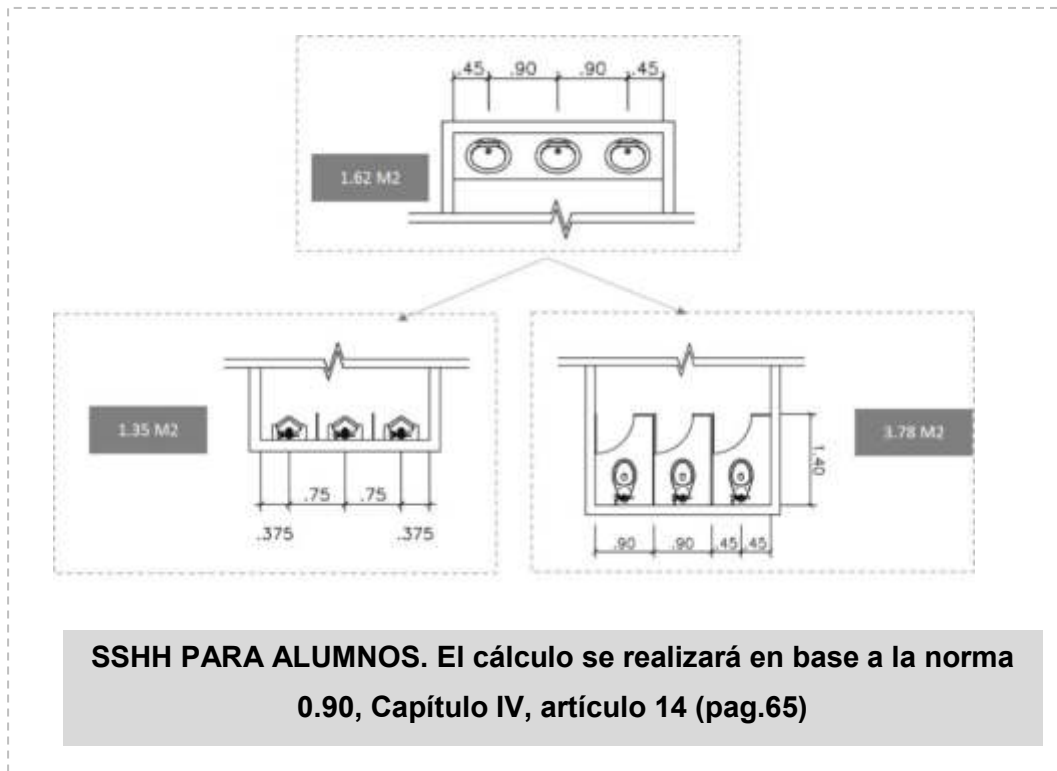 .45 .90 .90 .45
1.62 M2
1.35 M2
.75 .75
.375 .375
3.78 M2
1.40
.90 .90 .45 .45
SSHH PARA ALUMNOS. El cálculo se realizará en base a la norma
0.90, Capítulo IV, artículo 14 (pag.65)